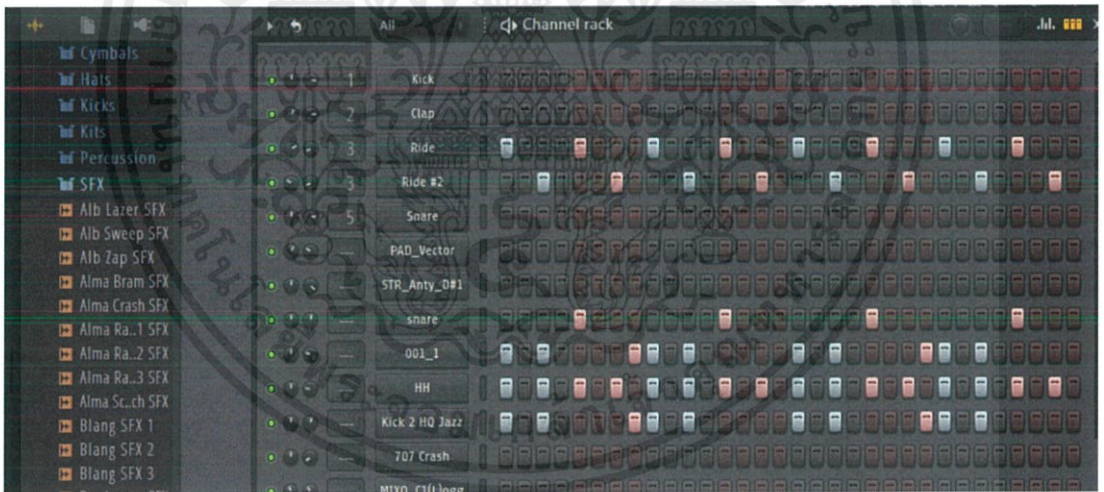 All
Channel rack
Cymbals
Hats
Kicks
Kits
Percussion
SFX
Alb Lazer SFX
Alb Sweep SFX
Alb Zap SFX
Alma Bram SFX
Alma Crash SFX
Alma Ra..1 SFX
Alma Ra..2 SFX
Alma Ra..3 SFX
Alma Sc..ch SFX
Blang SFX 1
Blang SFX 2
Blang SFX 3
1 Kick
2 Clap
3 Ride
3 Ride #2
5 Snare
--- PAD_Vector
--- STR_Anty_D#1
--- snare
--- 001_1
--- HH
--- Kick 2 HQ Jazz
--- 707 Crash